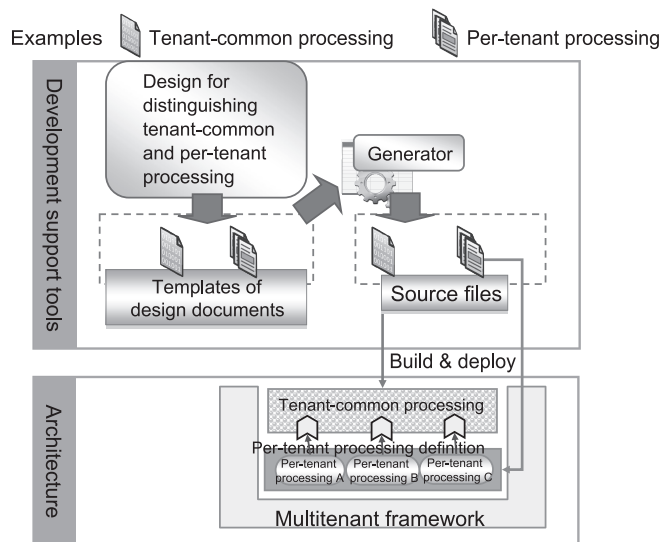 Examples Tenant-common processing Per-tenant processing
Development support tools
Design for
distinguishing
tenant-common
and per-tenant
processing
Generator
Templates of
design documents
Source files
Build & deploy
Architecture
Tenant-common processing
Per-tenant processing definition
Per-tenant
processing A
Per-tenant
processing B
Per-tenant
processing C
Multitenant framework